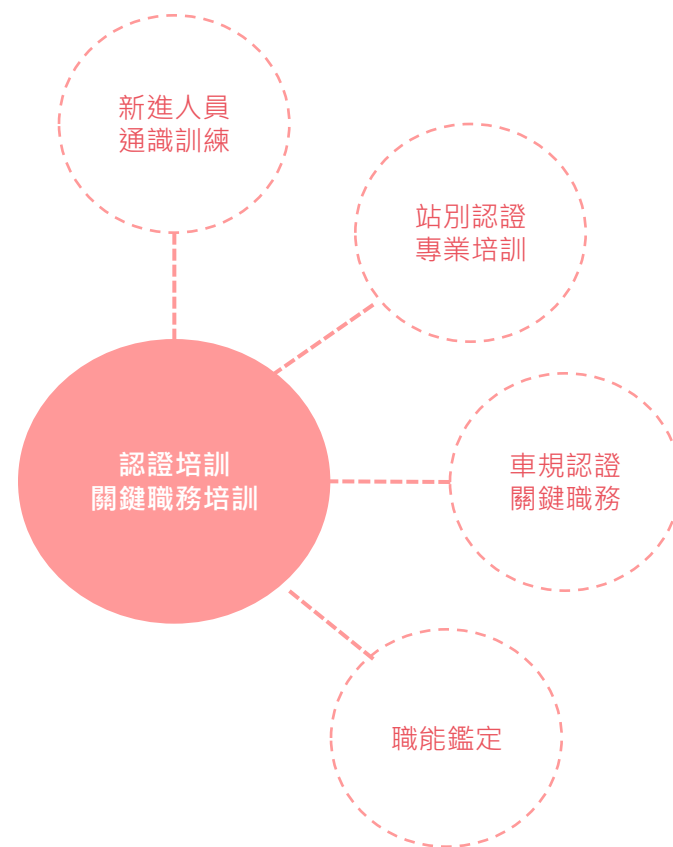 新進人員
通識訓練
站別認證
專業培訓
認證培訓
關鍵職務培訓
車規認證
關鍵職務
職能鑑定